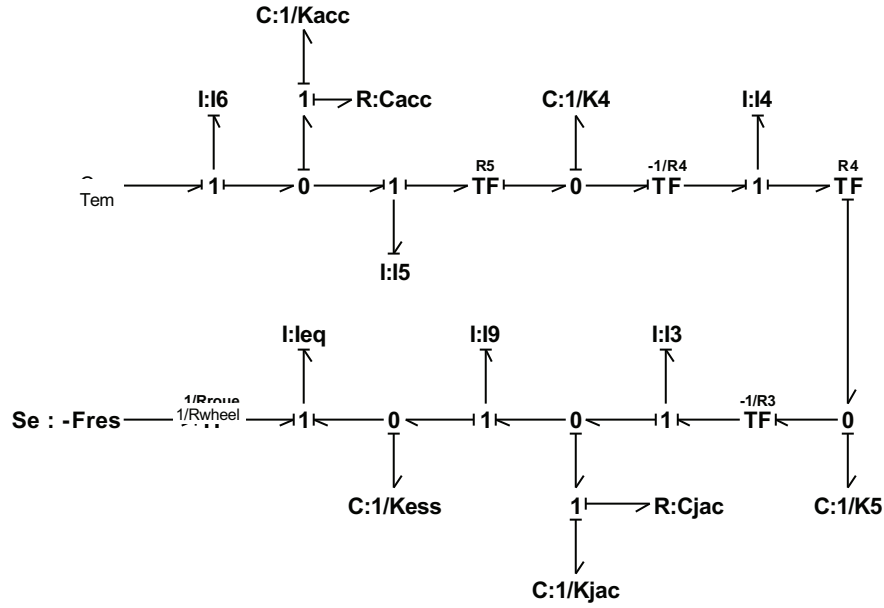 C:1/Kacc
I:I6 1 R:Cacc C:1/K4 I:I4
R5 -1/R4 R4
1 0 1 TF 0 TF 1 TF
Tem
I:I5
I:Ieq I:I9 I:I3
1/Rroue -1/R3
Se : -Fres 1/Rwheel 1 0 1 0 1 TF 0
C:1/Kess 1 R:Cjac C:1/K5
C:1/Kjac